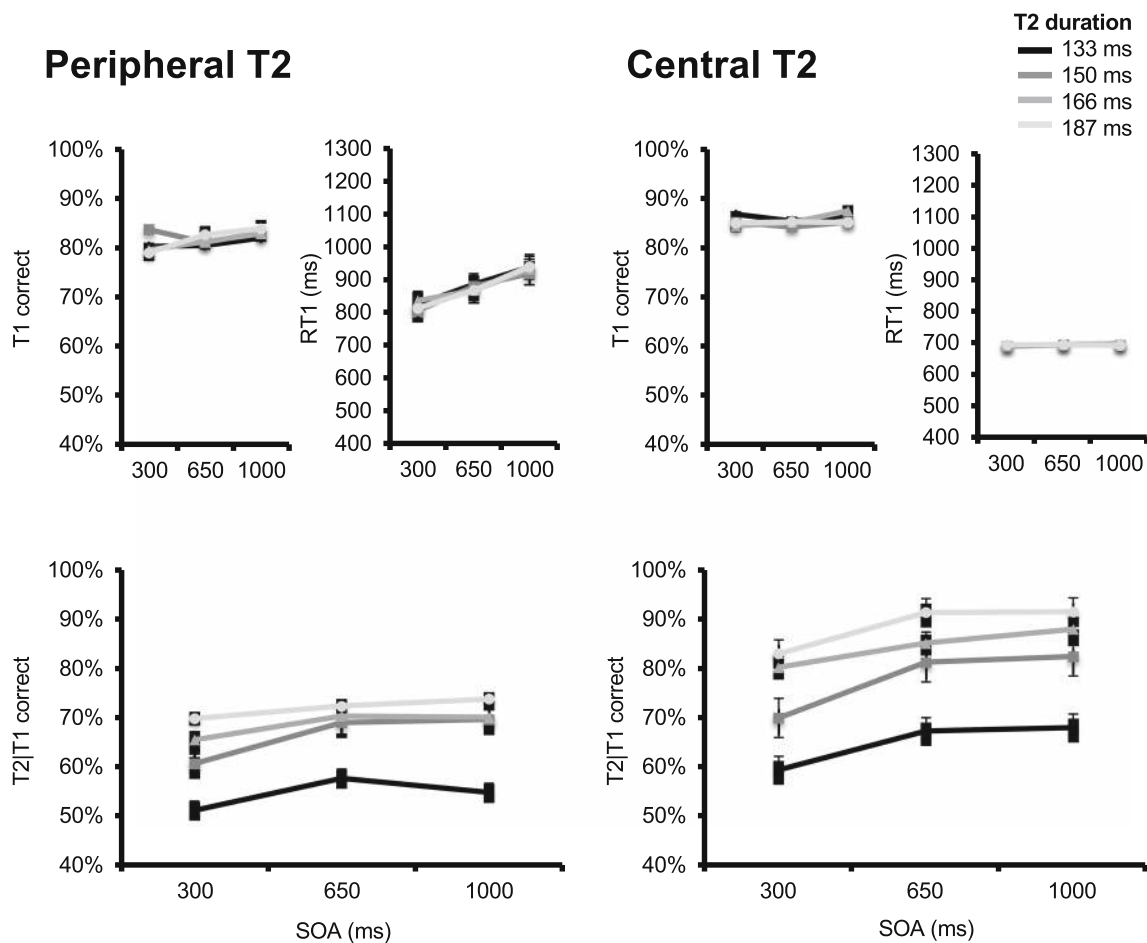 T2 duration
133 ms
150 ms
166 ms
187 ms
Peripheral T2
Central T2
T1 correct
100%
90%
80%
70%
60%
50%
40%
300 650 1000
RT1 (ms)
1300
1200
1100
1000
900
800
700
600
500
400
300 650 1000
T1 correct
100%
90%
80%
70%
60%
50%
40%
300 650 1000
RT1 (ms)
1300
1200
1100
1000
900
800
700
600
500
400
300 650 1000
T2|T1 correct
100%
90%
80%
70%
60%
50%
40%
300 650 1000
SOA (ms)
T2|T1 correct
100%
90%
80%
70%
60%
50%
40%
300 650 1000
SOA (ms)